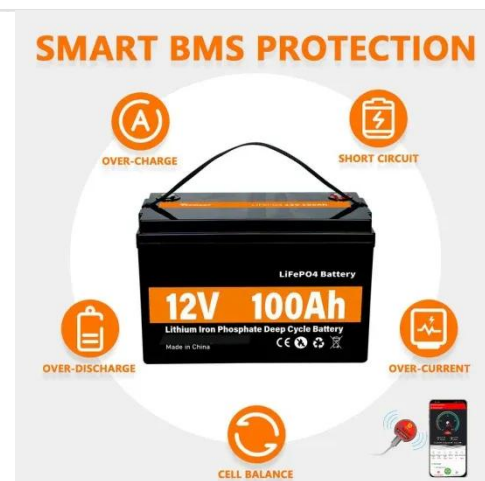 SMART BMS PROTECTION
A
OVER-CHARGE
SHORT CIRCUIT
LiFePO4 Battery
12V 100Ah
Lithium Iron Phosphate Deep Cycle Battery
Made in China
CE
OVER-DISCHARGE
OVER-CURRENT
CELL BALANCE